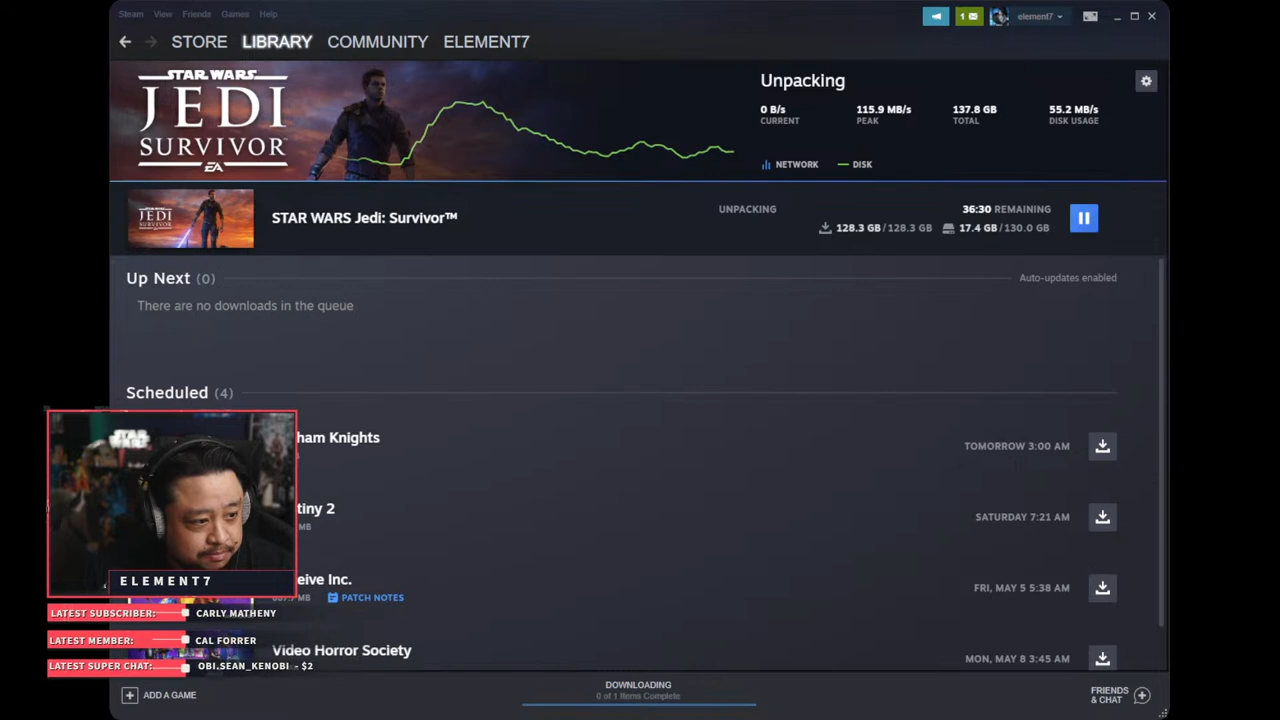 Steam View Friends Games Help
1 element7
STORE LIBRARY COMMUNITY ELEMENT7
STAR WARS
JEDI
SURVIVOR
EA
Unpacking
0 B/s 115.9 MB/s 137.8 GB 55.2 MB/s
CURRENT PEAK TOTAL DISK USAGE
NETWORK DISK
JEDI
SURVIVOR
STAR WARS Jedi: Survivor™
UNPACKING
36:30 REMAINING
128.3 GB/128.3 GB 17.4 GB/130.0 GB
Up Next (0)
Auto-updates enabled
There are no downloads in the queue
Scheduled (4)
ham Knights
TOMORROW 3:00 AM
tiny 2
MB
SATURDAY 7:21 AM
eive Inc.
MB PATCH NOTES
FRI, MAY 5 5:38 AM
Video Horror Society
MON, MAY 8 3:45 AM
STAR
WARS
ELEMENT7
LATEST SUBSCRIBER: CARLY MATHENY
LATEST MEMBER: CAL FORRER
LATEST SUPER CHAT: OBI.SEAN_KENOBI - $2
ADD A GAME
DOWNLOADING
0 of 1 Items Complete
FRIENDS
& CHAT